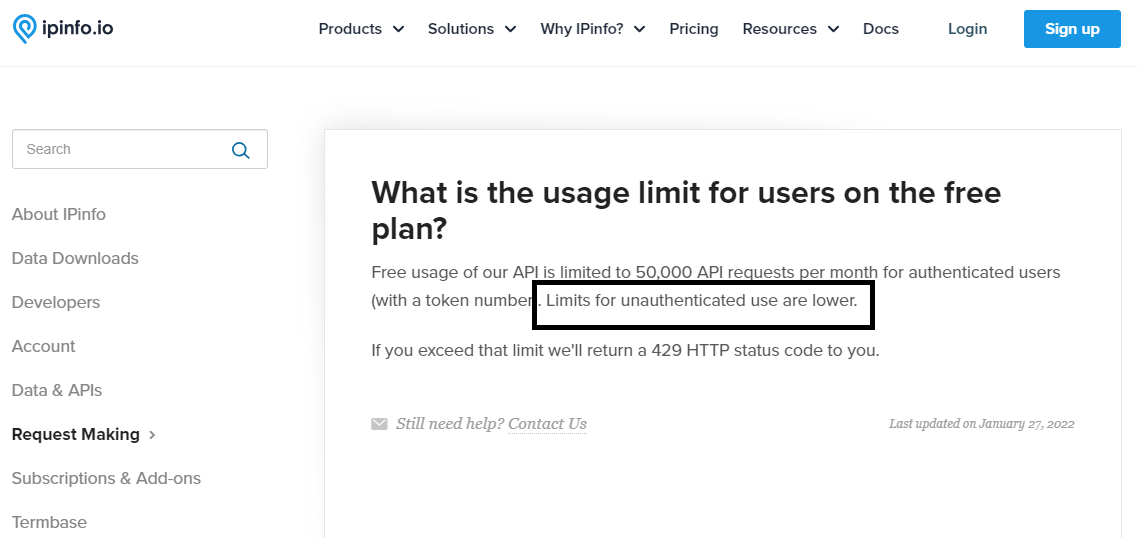 ipinfo.io
Products Solutions Why IPinfo? Pricing Resources Docs Login Sign up
Search
About IPinfo
Data Downloads
Developers
Account
Data & APIs
Request Making
Subscriptions & Add-ons
Termbase
What is the usage limit for users on the free
plan?
Free usage of our API is limited to 50,000 API requests per month for authenticated users
(with a token number . Limits for unauthenticated use are lower.
If you exceed that limit we'll return a 429 HTTP status code to you.
Still need help? Contact Us
Last updated on January 27, 2022